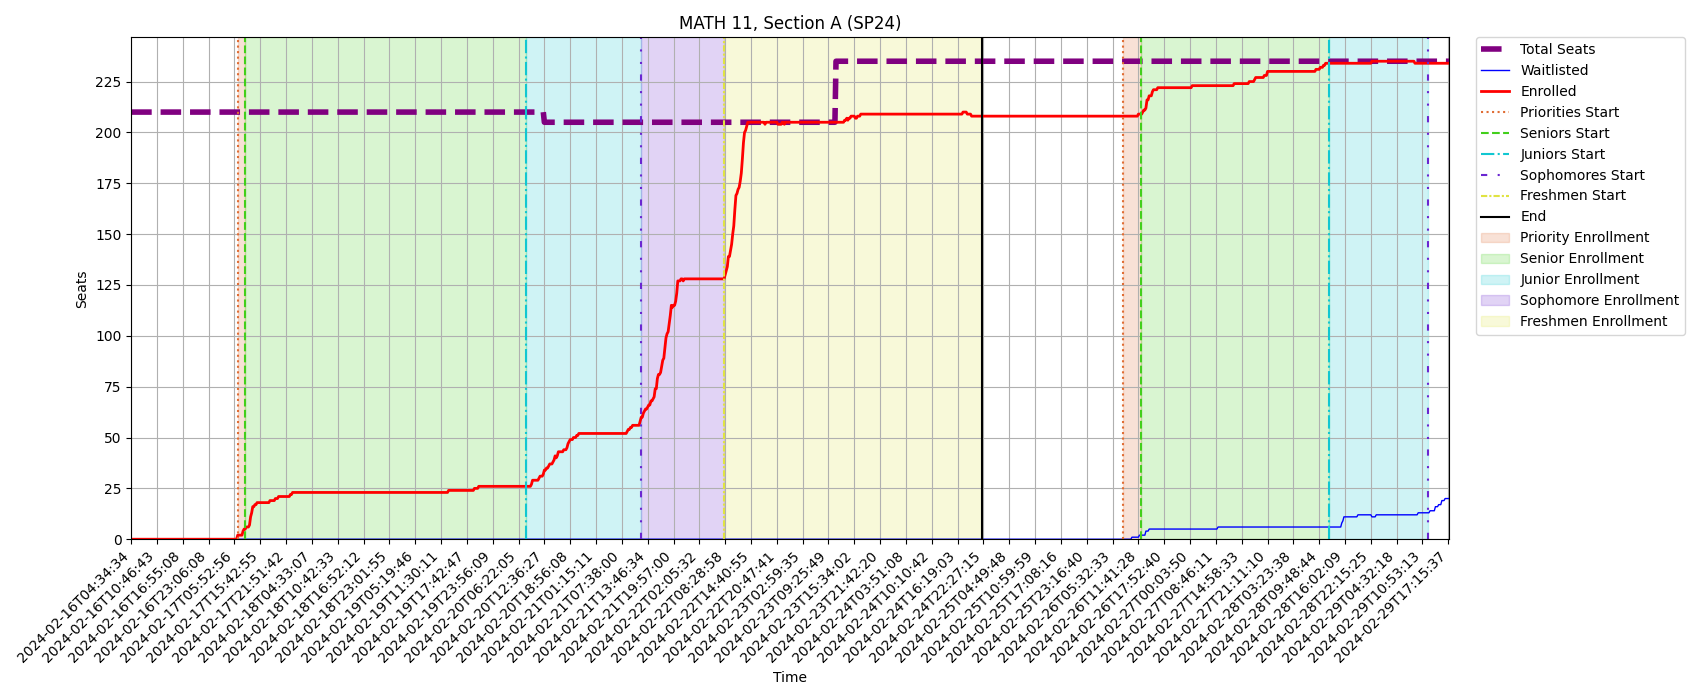 MATH 11, Section A (SP24)
Seats
225
200
175
150
125
100
75
50
25
0
2024-02-16T04:34:34
2024-02-16T10:46:43
2024-02-16T16:55:08
2024-02-16T23:06:08
2024-02-17T05:52:56
2024-02-17T15:42:55
2024-02-17T21:51:42
2024-02-18T04:33:07
2024-02-18T10:42:33
2024-02-18T16:52:12
2024-02-18T23:01:55
2024-02-19T05:19:46
2024-02-19T11:30:11
2024-02-19T17:42:47
2024-02-19T23:56:09
2024-02-20T06:22:05
2024-02-20T12:36:27
2024-02-20T18:56:08
2024-02-21T01:15:11
2024-02-21T07:38:00
2024-02-21T13:46:34
2024-02-21T19:57:00
2024-02-22T02:05:32
2024-02-22T08:28:58
2024-02-22T14:40:55
2024-02-22T20:47:41
2024-02-23T02:59:35
2024-02-23T09:25:49
2024-02-23T15:34:02
2024-02-23T21:42:20
2024-02-24T03:51:08
2024-02-24T10:10:42
2024-02-24T16:19:03
2024-02-24T22:27:15
2024-02-25T04:49:48
2024-02-25T10:59:59
2024-02-25T17:08:16
2024-02-25T23:16:40
2024-02-26T05:32:33
2024-02-26T11:41:28
2024-02-26T17:52:40
2024-02-27T00:03:50
2024-02-27T08:46:11
2024-02-27T14:58:33
2024-02-27T21:11:10
2024-02-28T03:23:38
2024-02-28T09:48:44
2024-02-28T16:02:09
2024-02-28T22:15:25
2024-02-29T04:32:18
2024-02-29T10:53:13
2024-02-29T17:15:37
Time
Total Seats
Waitlisted
Enrolled
Priorities Start
Seniors Start
Juniors Start
Sophomores Start
Freshmen Start
End
Priority Enrollment
Senior Enrollment
Junior Enrollment
Sophomore Enrollment
Freshmen Enrollment